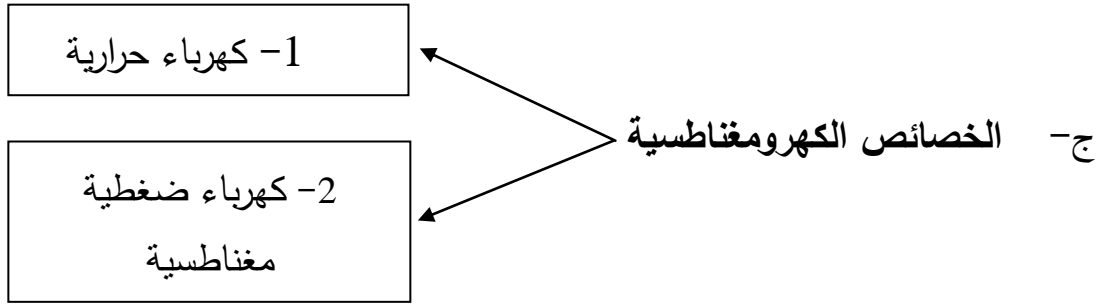 1- كهرباء حرارية
ج- الخصائص الكهرومغناطسية
2- كهرباء ضغطية
مغناطسية